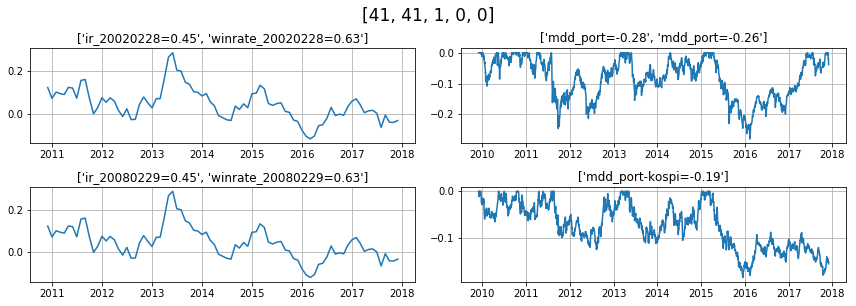 [41, 41, 1, 0, 0]
['ir_20020228=0.45', 'winrate_20020228=0.63']
0.2
0.0
2011 2012 2013 2014 2015 2016 2017 2018
['mdd_port=-0.28', 'mdd_port=-0.26']
0.0
−0.1
−0.2
2010 2011 2012 2013 2014 2015 2016 2017 2018
['ir_20080229=0.45', 'winrate_20080229=0.63']
0.2
0.0
2011 2012 2013 2014 2015 2016 2017 2018
['mdd_port-kospi=-0.19']
0.0
−0.1
2010 2011 2012 2013 2014 2015 2016 2017 2018